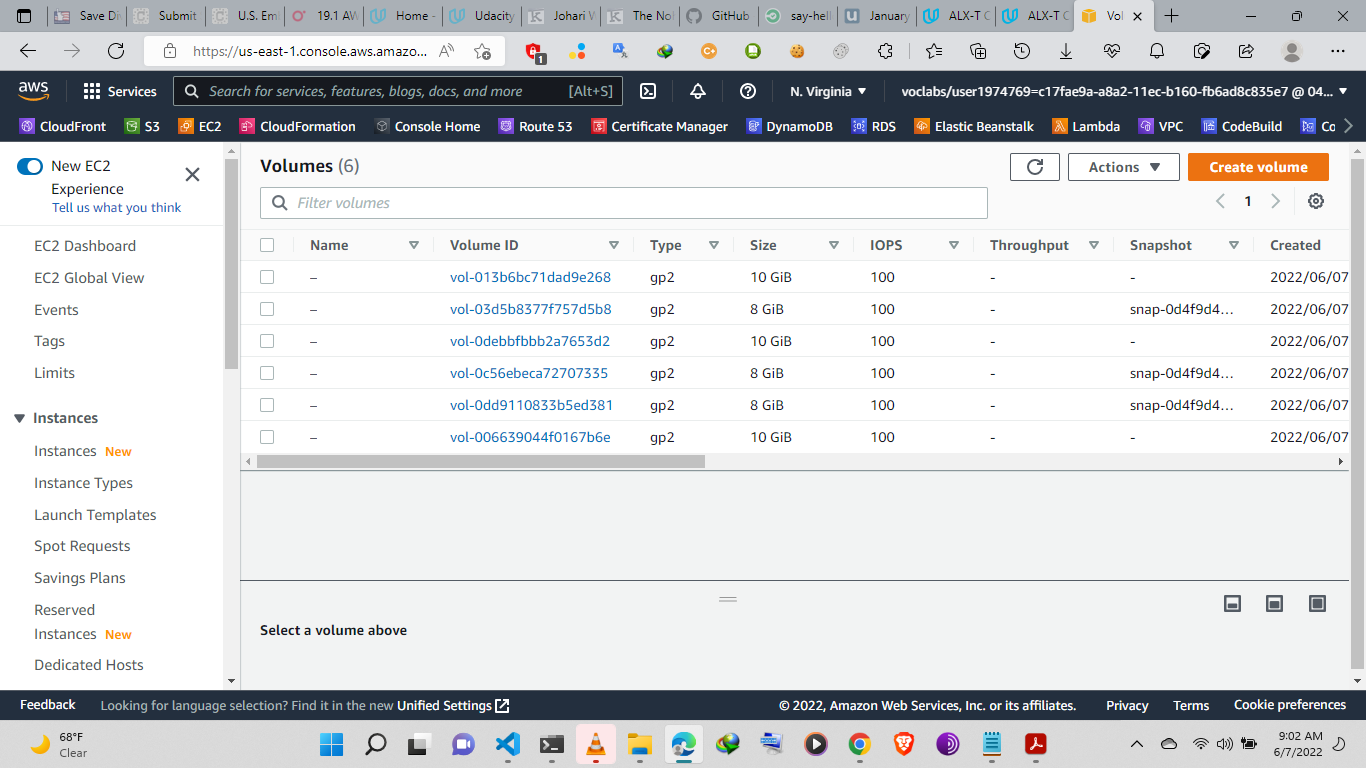 Save Div
Submit
U.S. Em
19.1 AW
Home -
Udacity
Johari W
The No
GitHub
say-hell
January
ALX-T C
ALX-T C
Vol
https://us-east-1.console.aws.amazo...
1
aws
Services
Search for services, features, blogs, docs, and more [Alt+S]
N. Virginia
voclabs/user1974769=c17fae9a-a8a2-11ec-b160-fb6ad8c835e7 @ 04...
CloudFront
S3
EC2
CloudFormation
Console Home
Route 53
Certificate Manager
DynamoDB
RDS
Elastic Beanstalk
Lambda
VPC
CodeBuild
Co
New EC2
Experience
Tell us what you think
EC2 Dashboard
EC2 Global View
Events
Tags
Limits
Instances
Instances New
Instance Types
Launch Templates
Spot Requests
Savings Plans
Reserved
Instances New
Dedicated Hosts
Volumes (6)
Actions
Create volume
Filter volumes
1
Name Volume ID Type Size IOPS Throughput Snapshot Created
– vol-013b6bc71dad9e268 gp2 10 GiB 100 - - 2022/06/07
– vol-03d5b8377f757d5b8 gp2 8 GiB 100 - snap-0d4f9d4... 2022/06/07
– vol-0debbfbbb2a7653d2 gp2 10 GiB 100 - - 2022/06/07
– vol-0c56ebeca72707335 gp2 8 GiB 100 - snap-0d4f9d4... 2022/06/07
– vol-0dd9110833b5ed381 gp2 8 GiB 100 - snap-0d4f9d4... 2022/06/07
– vol-006639044f0167b6e gp2 10 GiB 100 - - 2022/06/07
Select a volume above
Feedback
Looking for language selection? Find it in the new Unified Settings
© 2022, Amazon Web Services, Inc. or its affiliates.
Privacy
Terms
Cookie preferences
68°F
Clear
9:02 AM
6/7/2022